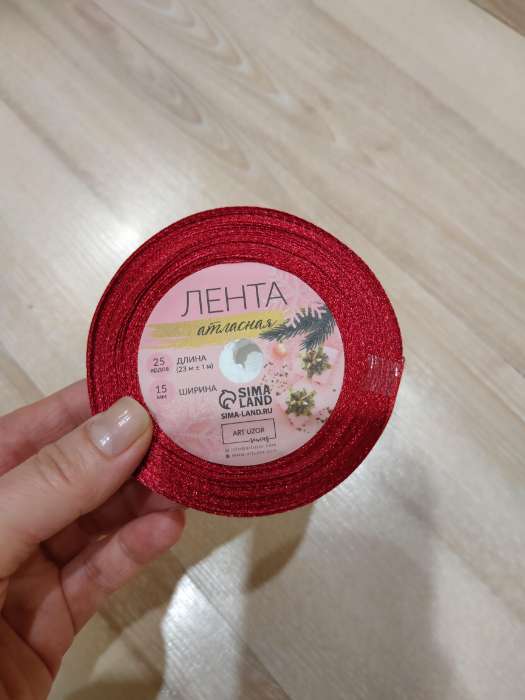 ЛЕНТА
атласная
25 ярдов ДЛИНА (23 м ± 1 м)
15 мм ШИРИНА
SIMA LAND
SIMA-LAND.RU
ART UZOR